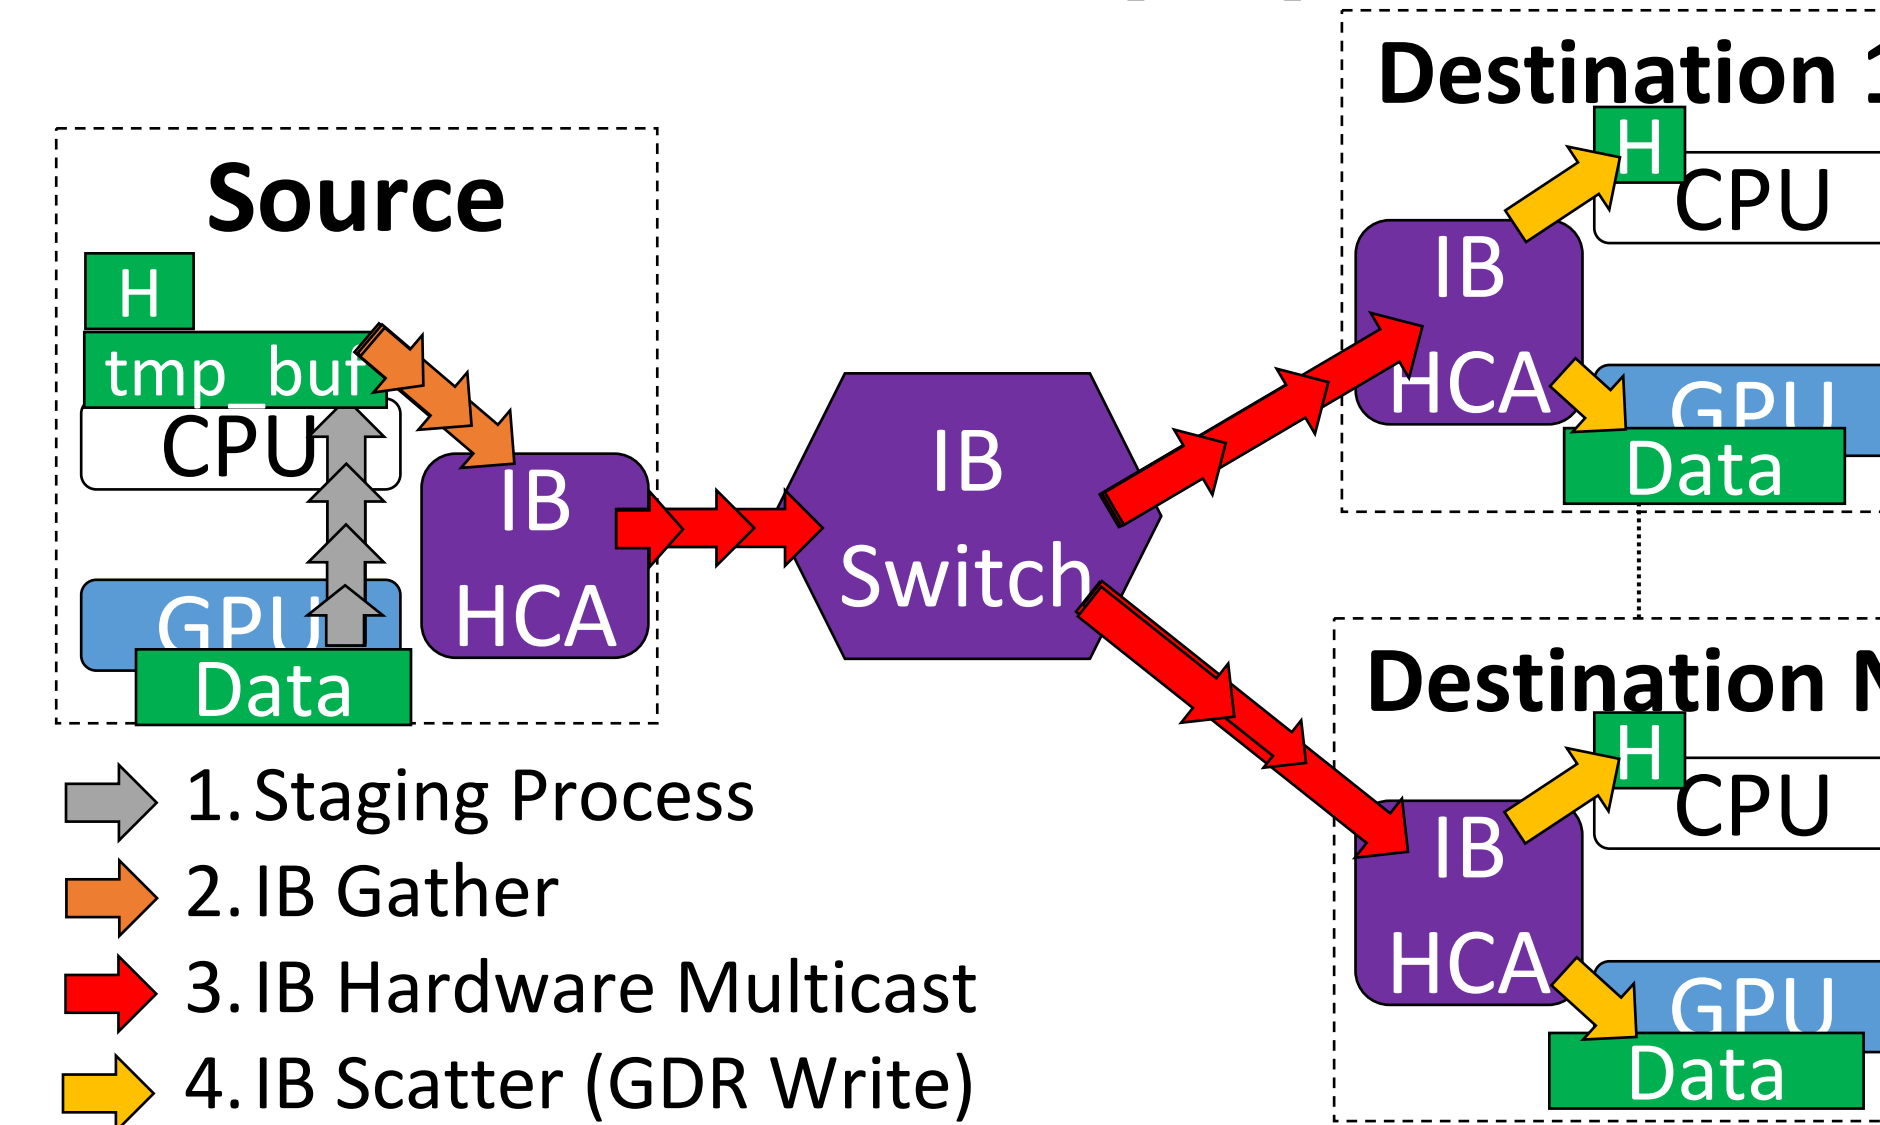 Source
H
tmp_buf
CPU
GPU
Data
IB
HCA
IB
Switch
Destination 1
H
CPU
IB
HCA
GPU
Data
Destination N
H
CPU
IB
HCA
GPU
Data
1. Staging Process
2. IB Gather
3. IB Hardware Multicast
4. IB Scatter (GDR Write)